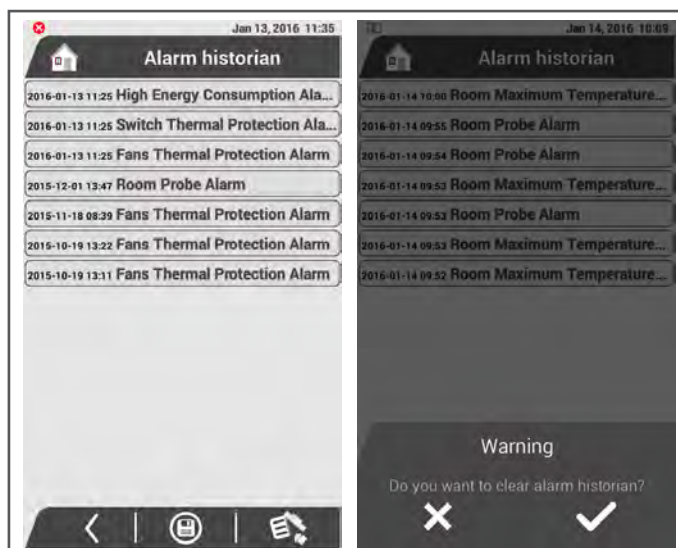 Jan 13, 2016 11:35
Alarm historian
2016-01-13 11:25 High Energy Consumption Ala...
2016-01-13 11:25 Switch Thermal Protection Ala...
2016-01-13 11:25 Fans Thermal Protection Alarm
2015-12-01 13:47 Room Probe Alarm
2015-11-18 08:39 Fans Thermal Protection Alarm
2015-10-19 13:22 Fans Thermal Protection Alarm
2015-10-19 13:11 Fans Thermal Protection Alarm
Jan 14, 2016 10:09
Alarm historian
2016-01-14 10:00 Room Maximum Temperature...
2016-01-14 09:55 Room Probe Alarm
2016-01-14 09:54 Room Probe Alarm
2016-01-14 09:53 Room Maximum Temperature...
2016-01-14 09:53 Room Probe Alarm
2016-01-14 09:53 Room Maximum Temperature...
2016-01-14 09:52 Room Maximum Temperature...
Warning
Do you want to clear alarm historian?